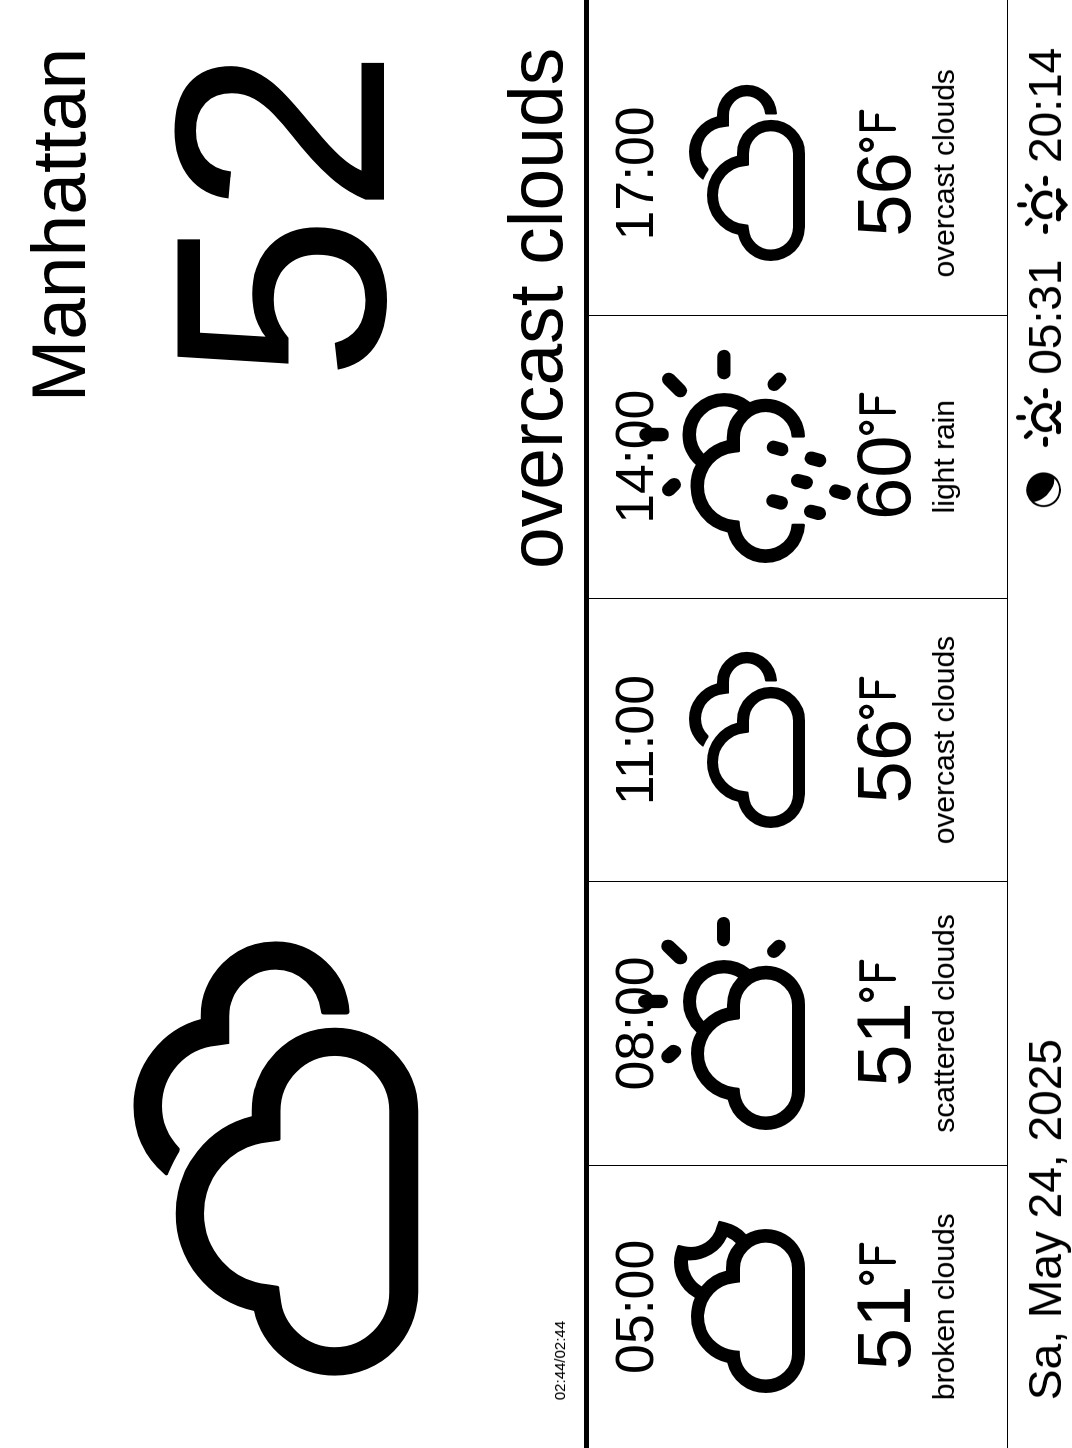 Manhattan
52
overcast clouds
02:44/02:44
05:00
51°F
broken clouds
08:00
51°F
scattered clouds
11:00
56°F
overcast clouds
14:00
60°F
light rain
17:00
56°F
overcast clouds
Sa, May 24, 2025
05:31
20:14